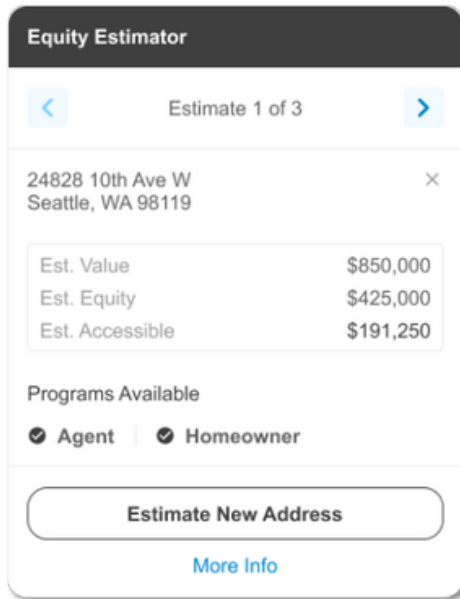 Equity Estimator
Estimate 1 of 3
24828 10th Ave W
Seattle, WA 98119
Est. Value $850,000
Est. Equity $425,000
Est. Accessible $191,250
Programs Available
Agent Homeowner
Estimate New Address
More Info